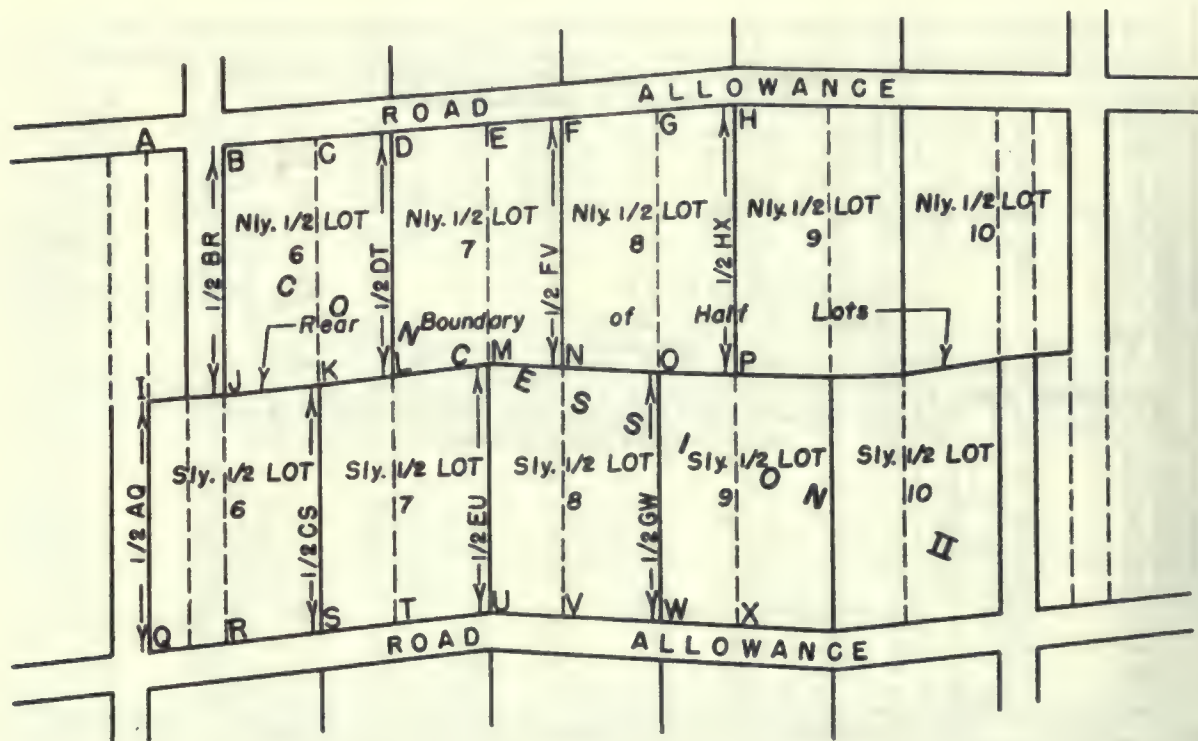 ROAD ALLOWANCE
A B C D E F G H
Nly. 1/2 LOT 6
Nly. 1/2 LOT 7
Nly. 1/2 LOT 8
Nly. 1/2 LOT 9
Nly. 1/2 LOT 10
1/2 BR
1/2 DT
1/2 FV
1/2 HX
CONCESSION II
Rear Boundary of Half Lots
I J K L M N O P
1/2 AQ
1/2 CS
1/2 EU
1/2 GW
Sly. 1/2 LOT 6
Sly. 1/2 LOT 7
Sly. 1/2 LOT 8
Sly. 1/2 LOT 9
Sly. 1/2 LOT 10
Q R S T U V W X
ROAD ALLOWANCE